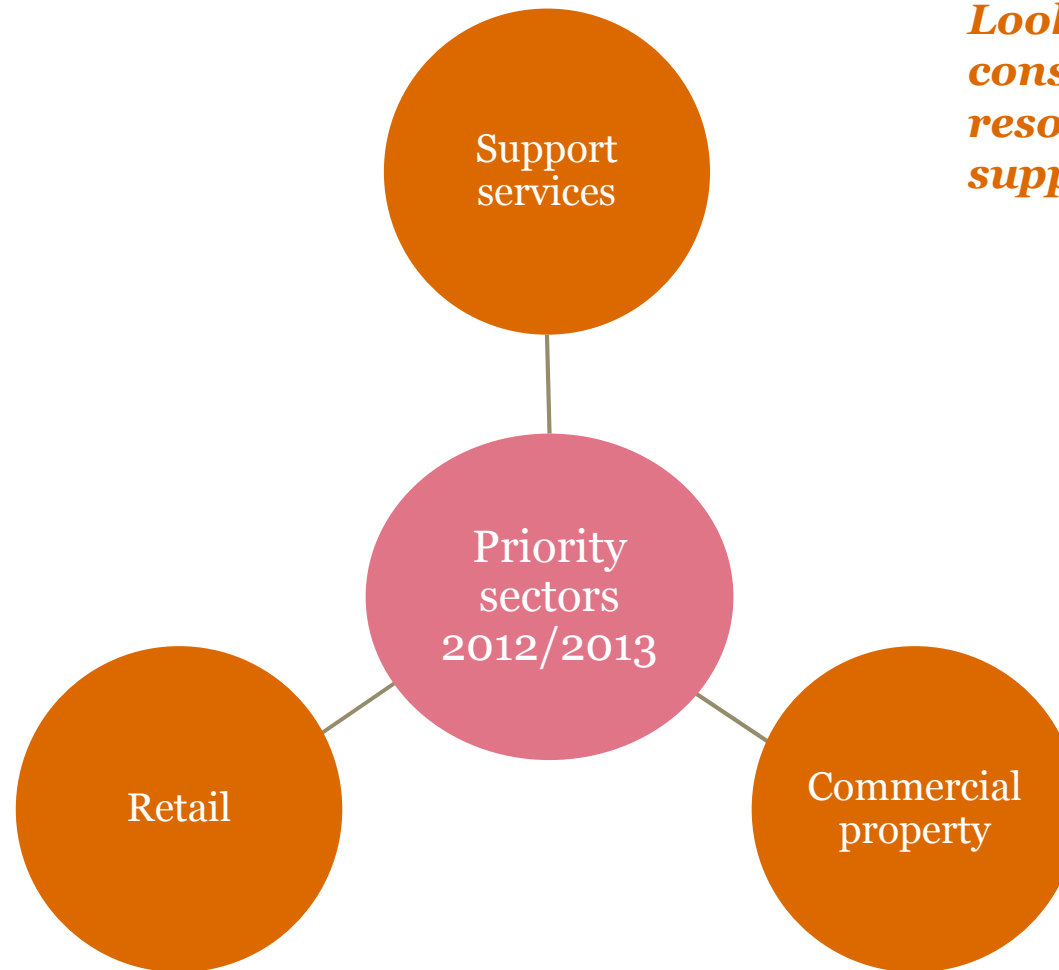 Support
services
Priority
sectors
2012/2013
Retail
Commercial
property